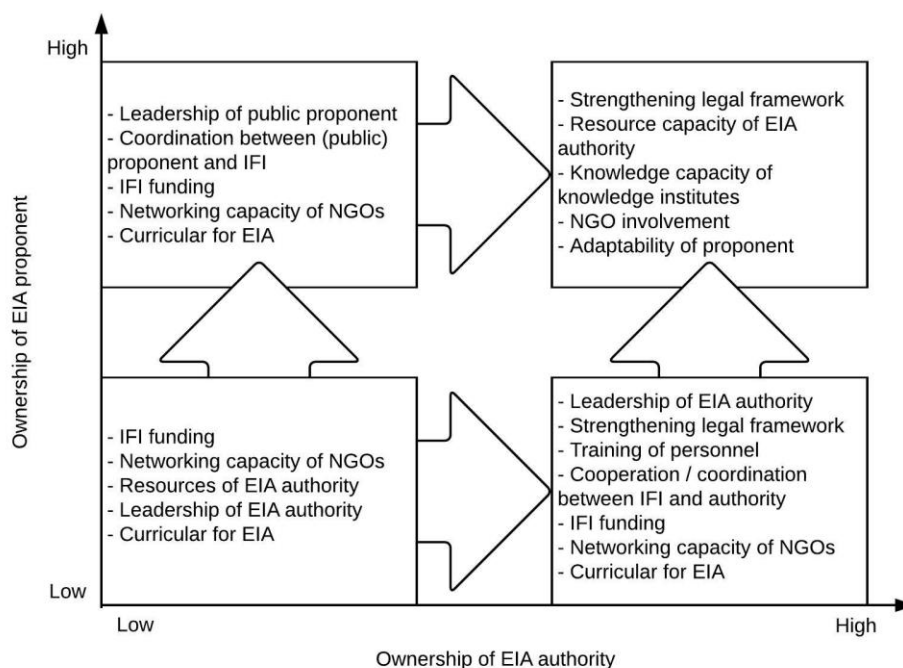 High
- Leadership of public proponent
- Coordination between (public)
proponent and IFI
- IFI funding
- Networking capacity of NGOs
- Curricular for EIA
- Strengthening legal framework
- Resource capacity of EIA
authority
- Knowledge capacity of
knowledge institutes
- NGO involvement
- Adaptability of proponent
Ownership of EIA proponent
- IFI funding
- Networking capacity of NGOs
- Resources of EIA authority
- Leadership of EIA authority
- Curricular for EIA
- Leadership of EIA authority
- Strengthening legal framework
- Training of personnel
- Cooperation / coordination
between IFI and authority
- IFI funding
- Networking capacity of NGOs
- Curricular for EIA
Low
Low
High
Ownership of EIA authority